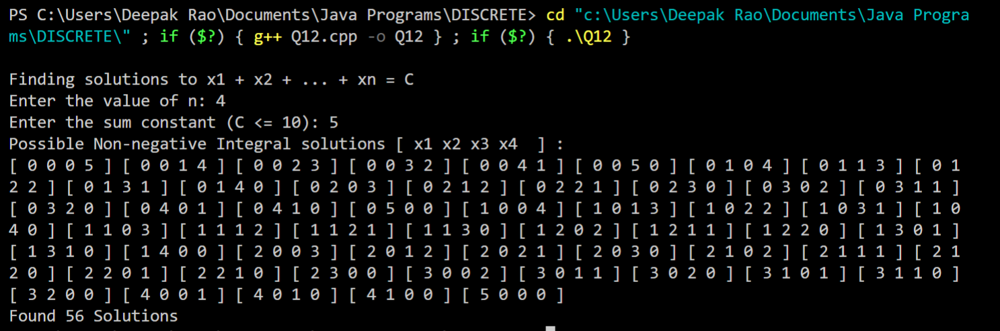 PS C:\Users\Deepak Rao\Documents\Java Programs\DISCRETE> cd "c:\Users\Deepak Rao\Documents\Java Progra
ms\DISCRETE\" ; if ($?) { g++ Q12.cpp -o Q12 } ; if ($?) { .\Q12 }
Finding solutions to x1 + x2 + ... + xn = C
Enter the value of n: 4
Enter the sum constant (C <= 10): 5
Possible Non-negative Integral solutions [ x1 x2 x3 x4  ] :
[ 0 0 0 5 ] [ 0 0 1 4 ] [ 0 0 2 3 ] [ 0 0 3 2 ] [ 0 0 4 1 ] [ 0 0 5 0 ] [ 0 1 0 4 ] [ 0 1 1 3 ] [ 0 1
2 2 ] [ 0 1 3 1 ] [ 0 1 4 0 ] [ 0 2 0 3 ] [ 0 2 1 2 ] [ 0 2 2 1 ] [ 0 2 3 0 ] [ 0 3 0 2 ] [ 0 3 1 1 ]
[ 0 3 2 0 ] [ 0 4 0 1 ] [ 0 4 1 0 ] [ 0 5 0 0 ] [ 1 0 0 4 ] [ 1 0 1 3 ] [ 1 0 2 2 ] [ 1 0 3 1 ] [ 1 0
4 0 ] [ 1 1 0 3 ] [ 1 1 1 2 ] [ 1 1 2 1 ] [ 1 1 3 0 ] [ 1 2 0 2 ] [ 1 2 1 1 ] [ 1 2 2 0 ] [ 1 3 0 1 ]
[ 1 3 1 0 ] [ 1 4 0 0 ] [ 2 0 0 3 ] [ 2 0 1 2 ] [ 2 0 2 1 ] [ 2 0 3 0 ] [ 2 1 0 2 ] [ 2 1 1 1 ] [ 2 1
2 0 ] [ 2 2 0 1 ] [ 2 2 1 0 ] [ 2 3 0 0 ] [ 3 0 0 2 ] [ 3 0 1 1 ] [ 3 0 2 0 ] [ 3 1 0 1 ] [ 3 1 1 0 ]
[ 3 2 0 0 ] [ 4 0 0 1 ] [ 4 0 1 0 ] [ 4 1 0 0 ] [ 5 0 0 0 ]
Found 56 Solutions